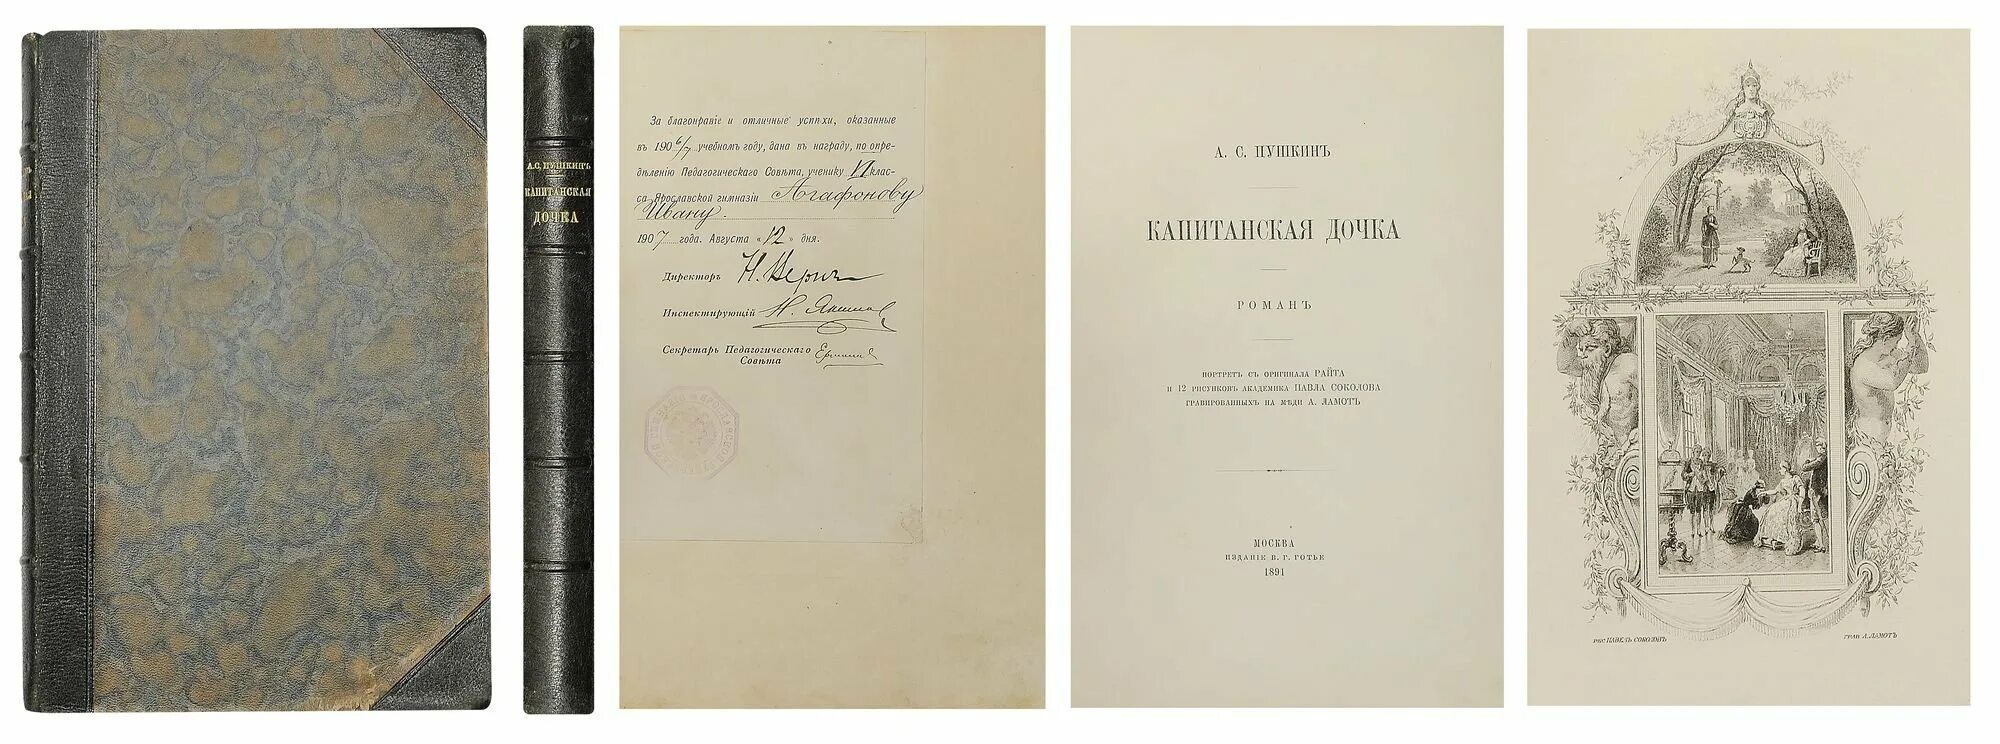 А.С. ПУШКИНЪ
КАПИТАНСКАЯ
ДОЧКА
За благонравіе и отличные успѣхи, оказанные
въ 1906/7 учебномъ году, дана въ награду, по опре-
дѣленію Педагогическаго Совѣта, ученику VI клас-
са Ярославской гимназіи Агафонову
Ивану.
1907 года. Августа «12» дня.
Директоръ Н.
Инспектирующій Н.
Секретарь Педагогическаго
Совѣта
А. С. ПУШКИНЪ
КАПИТАНСКАЯ ДОЧКА
РОМАНЪ
ПОРТРЕТЪ СЪ ОРИГИНАЛА РАЙТА
И 12 РИСУНКОВЪ АКАДЕМИКА ПАВЛА СОКОЛОВА
ГРАВИРОВАННЫХЪ НА МѢДИ А. ЛАМОТЪ
МОСКВА
ИЗДАНІЕ В. Г. ГОТЬЕ
1891
РИС ПАВЕЛЪ СОКОЛОВЪ
ГРАВ А. ЛАМОТЪ